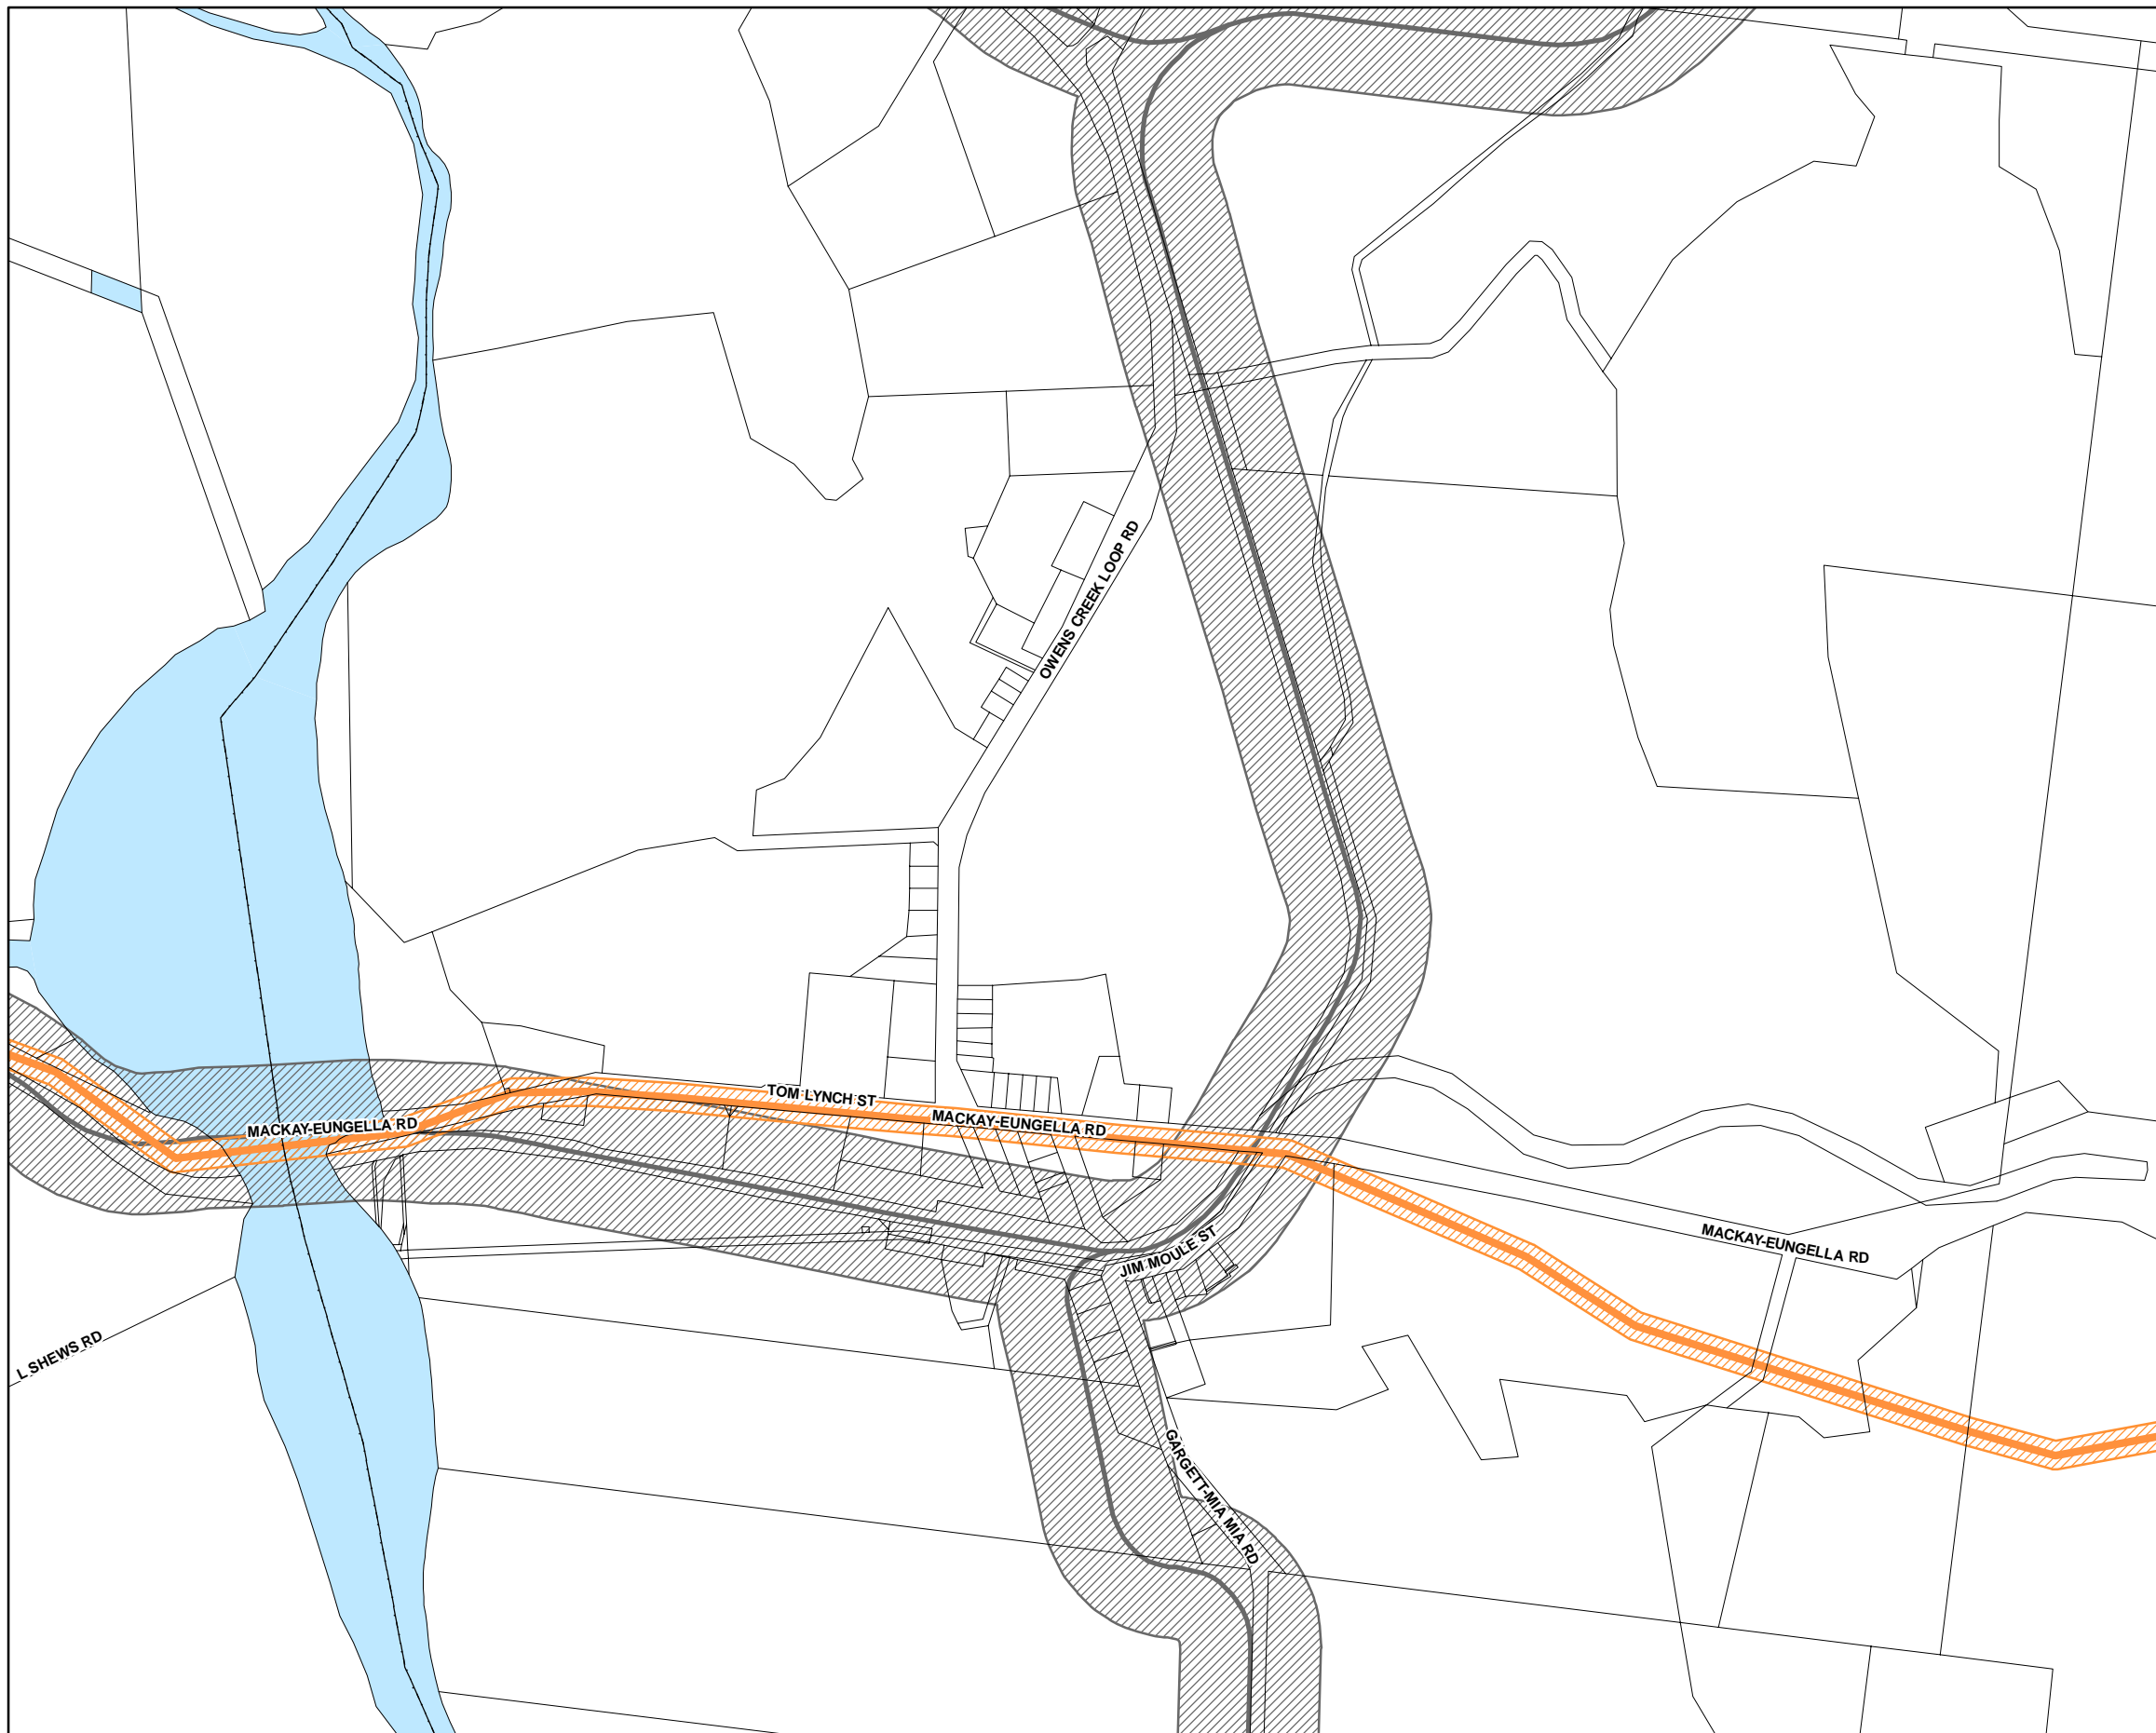 OWENS CREEK LOOP RD
TOM LYNCH ST
MACKAY-EUNGELLA RD
MACKAY-EUNGELLA RD
JIM MOULE ST
MACKAY-EUNGELLA RD
L SHEWS RD
GARGETT-MIA MIA RD